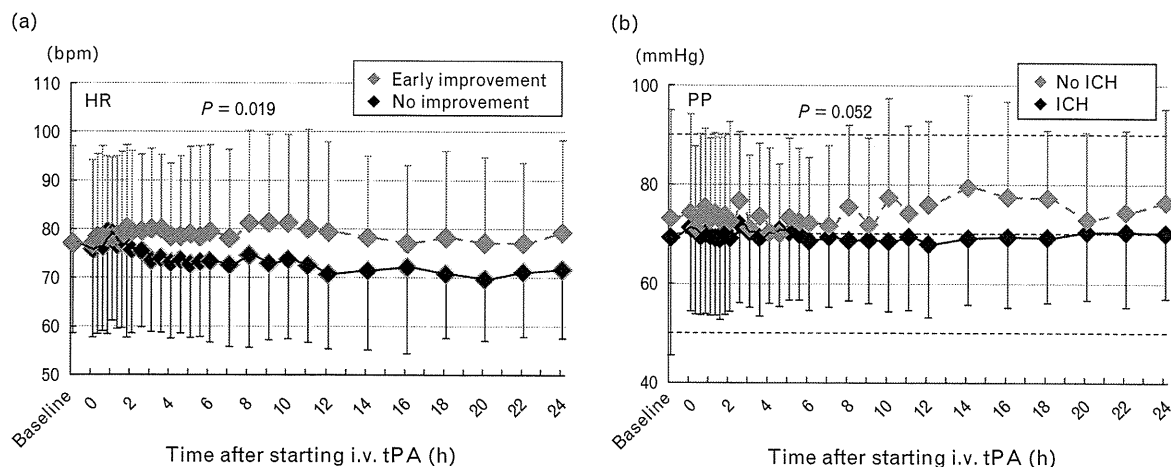 (a)
(bpm)
110
100
90
80
70
60
50
HR
P = 0.019
Early improvement
No improvement
Baseline
0
2
4
6
8
10
12
14
16
18
20
22
24
Time after starting i.v. tPA (h)
(b)
(mmHg)
100
80
60
40
PP
P = 0.052
No ICH
ICH
Baseline
0
2
4
6
8
10
12
14
16
18
20
22
24
Time after starting i.v. tPA (h)